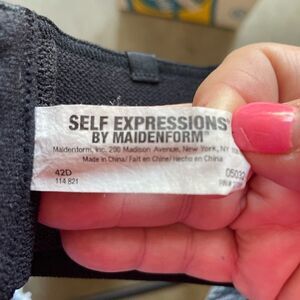 SELF EXPRESSIONS®
BY MAIDENFORM®
Maidenform, Inc. 200 Madison Avenue, New York, NY
Made in China/ Fait en Chine/ Hecho en China
42D
114 821